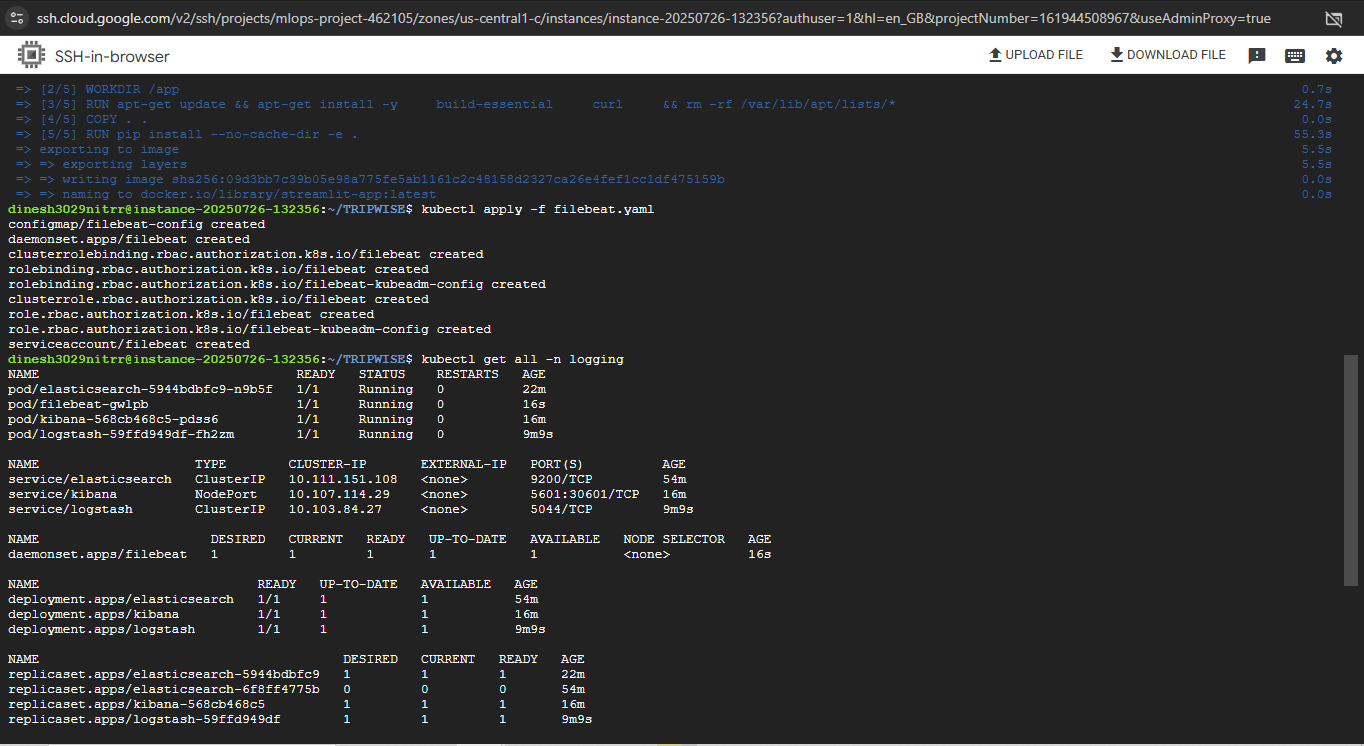 ssh.cloud.google.com/v2/ssh/projects/mlops-project-462105/zones/us-central1-c/instances/instance-20250726-132356?authuser=1&hl=en_GB&projectNumber=161944508967&useAdminProxy=true
SSH-in-browser UPLOAD FILE DOWNLOAD FILE
=> [2/5] WORKDIR /app 0.7s
=> [3/5] RUN apt-get update && apt-get install -y build-essential curl && rm -rf /var/lib/apt/lists/* 24.7s
=> [4/5] COPY . . 0.0s
=> [5/5] RUN pip install --no-cache-dir -e . 55.3s
=> exporting to image 5.5s
=> => exporting layers 5.5s
=> => writing image sha256:09d3bb7c39b05e98a775fe5ab1161c2c48158d2327ca26e4fef1cc1df475159b 0.0s
=> => naming to docker.io/library/streamlit-app:latest 0.0s
dinesh3029nitrr@instance-20250726-132356:~/TRIPWISE$ kubectl apply -f filebeat.yaml
configmap/filebeat-config created
daemonset.apps/filebeat created
clusterrolebinding.rbac.authorization.k8s.io/filebeat created
rolebinding.rbac.authorization.k8s.io/filebeat created
rolebinding.rbac.authorization.k8s.io/filebeat-kubeadm-config created
clusterrole.rbac.authorization.k8s.io/filebeat created
role.rbac.authorization.k8s.io/filebeat created
role.rbac.authorization.k8s.io/filebeat-kubeadm-config created
serviceaccount/filebeat created
dinesh3029nitrr@instance-20250726-132356:~/TRIPWISE$ kubectl get all -n logging
NAME READY STATUS RESTARTS AGE
pod/elasticsearch-5944bdbfc9-n9b5f 1/1 Running 0 22m
pod/filebeat-gwlpb 1/1 Running 0 16s
pod/kibana-568cb468c5-pdss6 1/1 Running 0 16m
pod/logstash-59ffd949df-fh2zm 1/1 Running 0 9m9s
NAME TYPE CLUSTER-IP EXTERNAL-IP PORT(S) AGE
service/elasticsearch ClusterIP 10.111.151.108 <none> 9200/TCP 54m
service/kibana NodePort 10.107.114.29 <none> 5601:30601/TCP 16m
service/logstash ClusterIP 10.103.84.27 <none> 5044/TCP 9m9s
NAME DESIRED CURRENT READY UP-TO-DATE AVAILABLE NODE SELECTOR AGE
daemonset.apps/filebeat 1 1 1 1 1 <none> 16s
NAME READY UP-TO-DATE AVAILABLE AGE
deployment.apps/elasticsearch 1/1 1 1 54m
deployment.apps/kibana 1/1 1 1 16m
deployment.apps/logstash 1/1 1 1 9m9s
NAME DESIRED CURRENT READY AGE
replicaset.apps/elasticsearch-5944bdbfc9 1 1 1 22m
replicaset.apps/elasticsearch-6f8ff4775b 0 0 0 54m
replicaset.apps/kibana-568cb468c5 1 1 1 16m
replicaset.apps/logstash-59ffd949df 1 1 1 9m9s